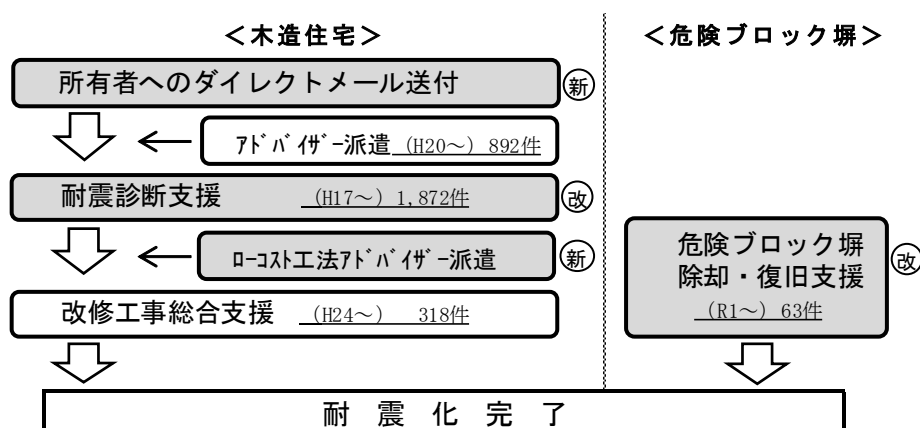 ＜木造住宅＞
所有者へのダイレクトメール送付
新
ｱﾄﾞﾊﾞｲｻﾞｰ派遣 (H20～) 892件
耐震診断支援 (H17～) 1,872件
改
ﾛｰｺｽﾄ工法ｱﾄﾞﾊﾞｲｻﾞｰ派遣
新
改修工事総合支援 (H24～) 318件
＜危険ブロック塀＞
危険ブロック塀
除却・復旧支援
(R1～) 63件
改
耐震化完了